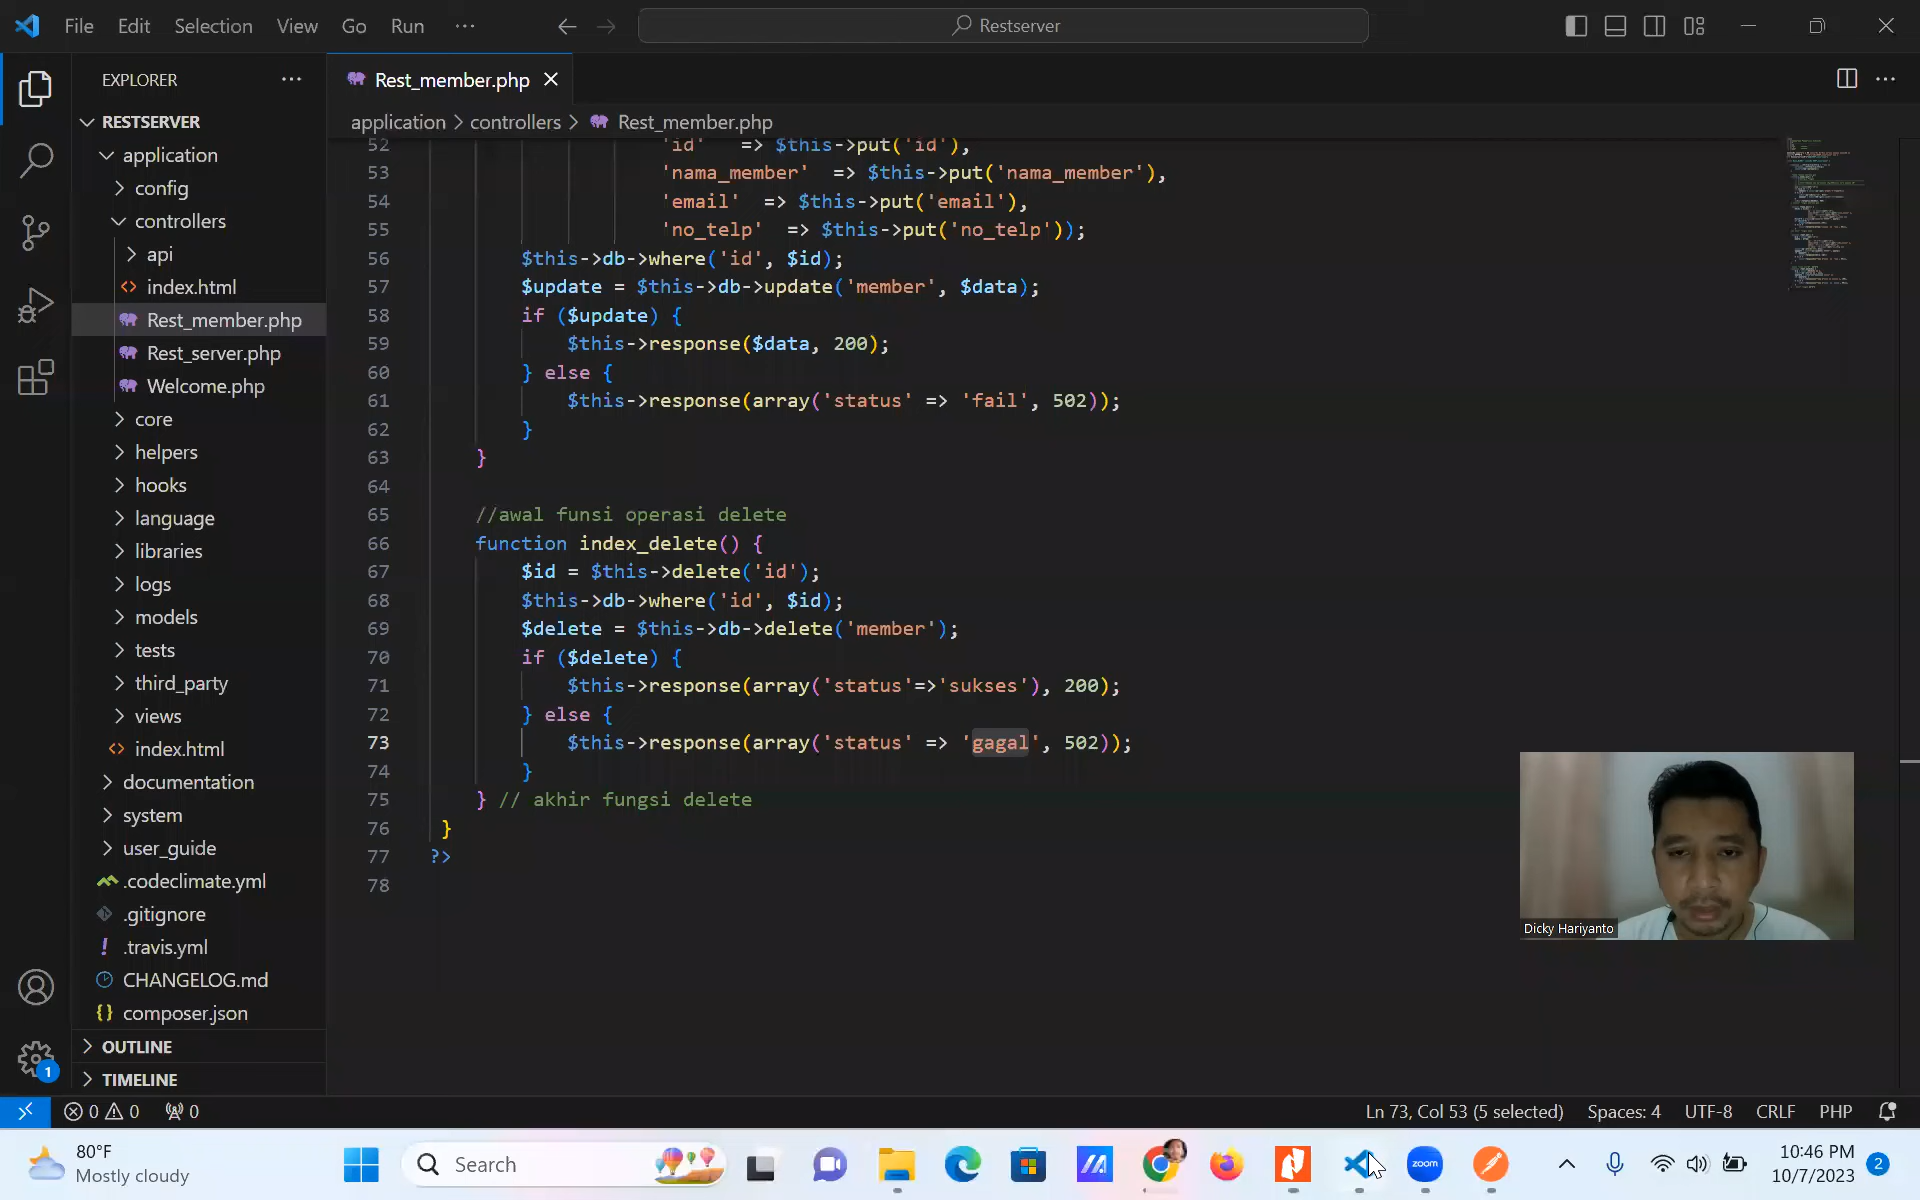 File Edit Selection View Go Run ···
Restserver
EXPLORER
RESTSERVER
application
config
controllers
api
index.html
Rest_member.php
Rest_server.php
Welcome.php
core
helpers
hooks
language
libraries
logs
models
tests
third_party
views
index.html
documentation
system
user_guide
.codeclimate.yml
.gitignore
.travis.yml
CHANGELOG.md
composer.json
OUTLINE
TIMELINE
1
Rest_member.php
application > controllers > Rest_member.php
52 'id' => $this->put('id'),
53 'nama_member' => $this->put('nama_member'),
54 'email' => $this->put('email'),
55 'no_telp' => $this->put('no_telp'));
56 $this->db->where('id', $id);
57 $update = $this->db->update('member', $data);
58 if ($update) {
59 $this->response($data, 200);
60 } else {
61 $this->response(array('status' => 'fail', 502));
62 }
63 }
64
65 //awal funsi operasi delete
66 function index_delete() {
67 $id = $this->delete('id');
68 $this->db->where('id', $id);
69 $delete = $this->db->delete('member');
70 if ($delete) {
71 $this->response(array('status'=>'sukses'), 200);
72 } else {
73 $this->response(array('status' => 'gagal', 502));
74 }
75 } // akhir fungsi delete
76 }
77 ?>
78
Dicky Hariyanto
0 0 0
Ln 73, Col 53 (5 selected) Spaces: 4 UTF-8 CRLF PHP
80°F
Mostly cloudy
Search
zoom
10:46 PM
10/7/2023
2